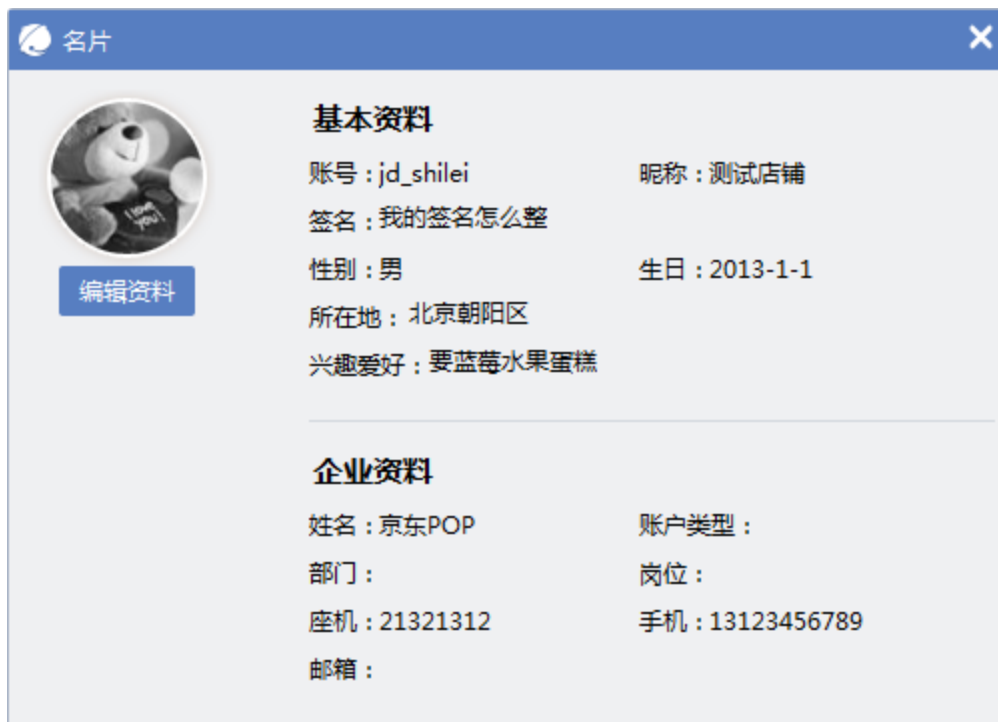 名片
基本资料
账号：jd_shilei 昵称：测试店铺
签名：我的签名怎么整
性别：男 生日：2013-1-1
所在地： 北京朝阳区
兴趣爱好：要蓝莓水果蛋糕
I love
you!
编辑资料
企业资料
姓名：京东POP 账户类型：
部门： 岗位：
座机：21321312 手机：13123456789
邮箱：